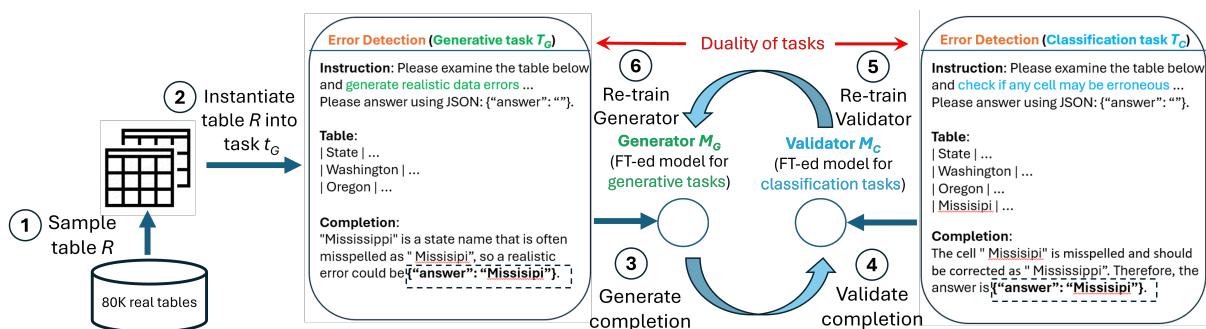 1 Sample
table R
80K real tables
2 Instantiate
table R into
task tG
Error Detection (Generative task TG)
Instruction: Please examine the table below
and generate realistic data errors ...
Please answer using JSON: {“answer”: “”}.
Table:
| State | ...
| Washington | ...
| Oregon | ...
Completion:
"Mississippi" is a state name that is often
misspelled as " Missisipi”, so a realistic
error could be {“answer”: “Missisipi”}.
Duality of tasks
6
Re-train
Generator
5
Re-train
Validator
Generator MG
(FT-ed model for
generative tasks)
Validator MC
(FT-ed model for
classification tasks)
3
Generate
completion
4
Validate
completion
Error Detection (Classification task TC)
Instruction: Please examine the table below
and check if any cell may be erroneous ...
Please answer using JSON: {“answer”: “”}.
Table:
| State | ...
| Washington | ...
| Oregon | ...
| Missisipi | ...
Completion:
The cell " Missisipi" is misspelled and should
be corrected as " Mississippi”. Therefore, the
answer is {“answer”: “Missisipi”}.